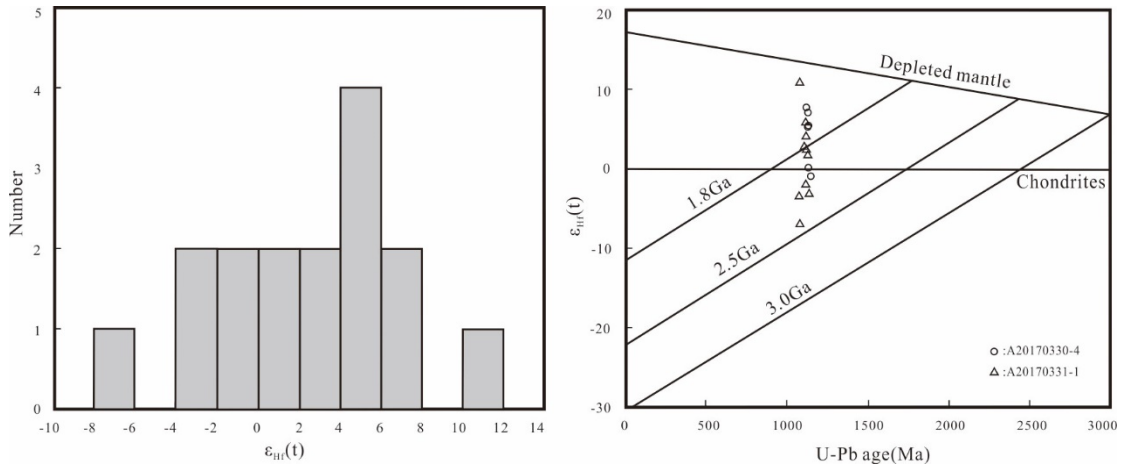 5
4
3
2
1
0
Number
-10 -8 -6 -4 -2 0 2 4 6 8 10 12 14
εHf(t)
20
10
0
-10
-20
-30
εHf(t)
Depleted mantle
Chondrites
1.8Ga
2.5Ga
3.0Ga
○:A20170330-4
△:A20170331-1
0 500 1000 1500 2000 2500 3000
U-Pb age(Ma)